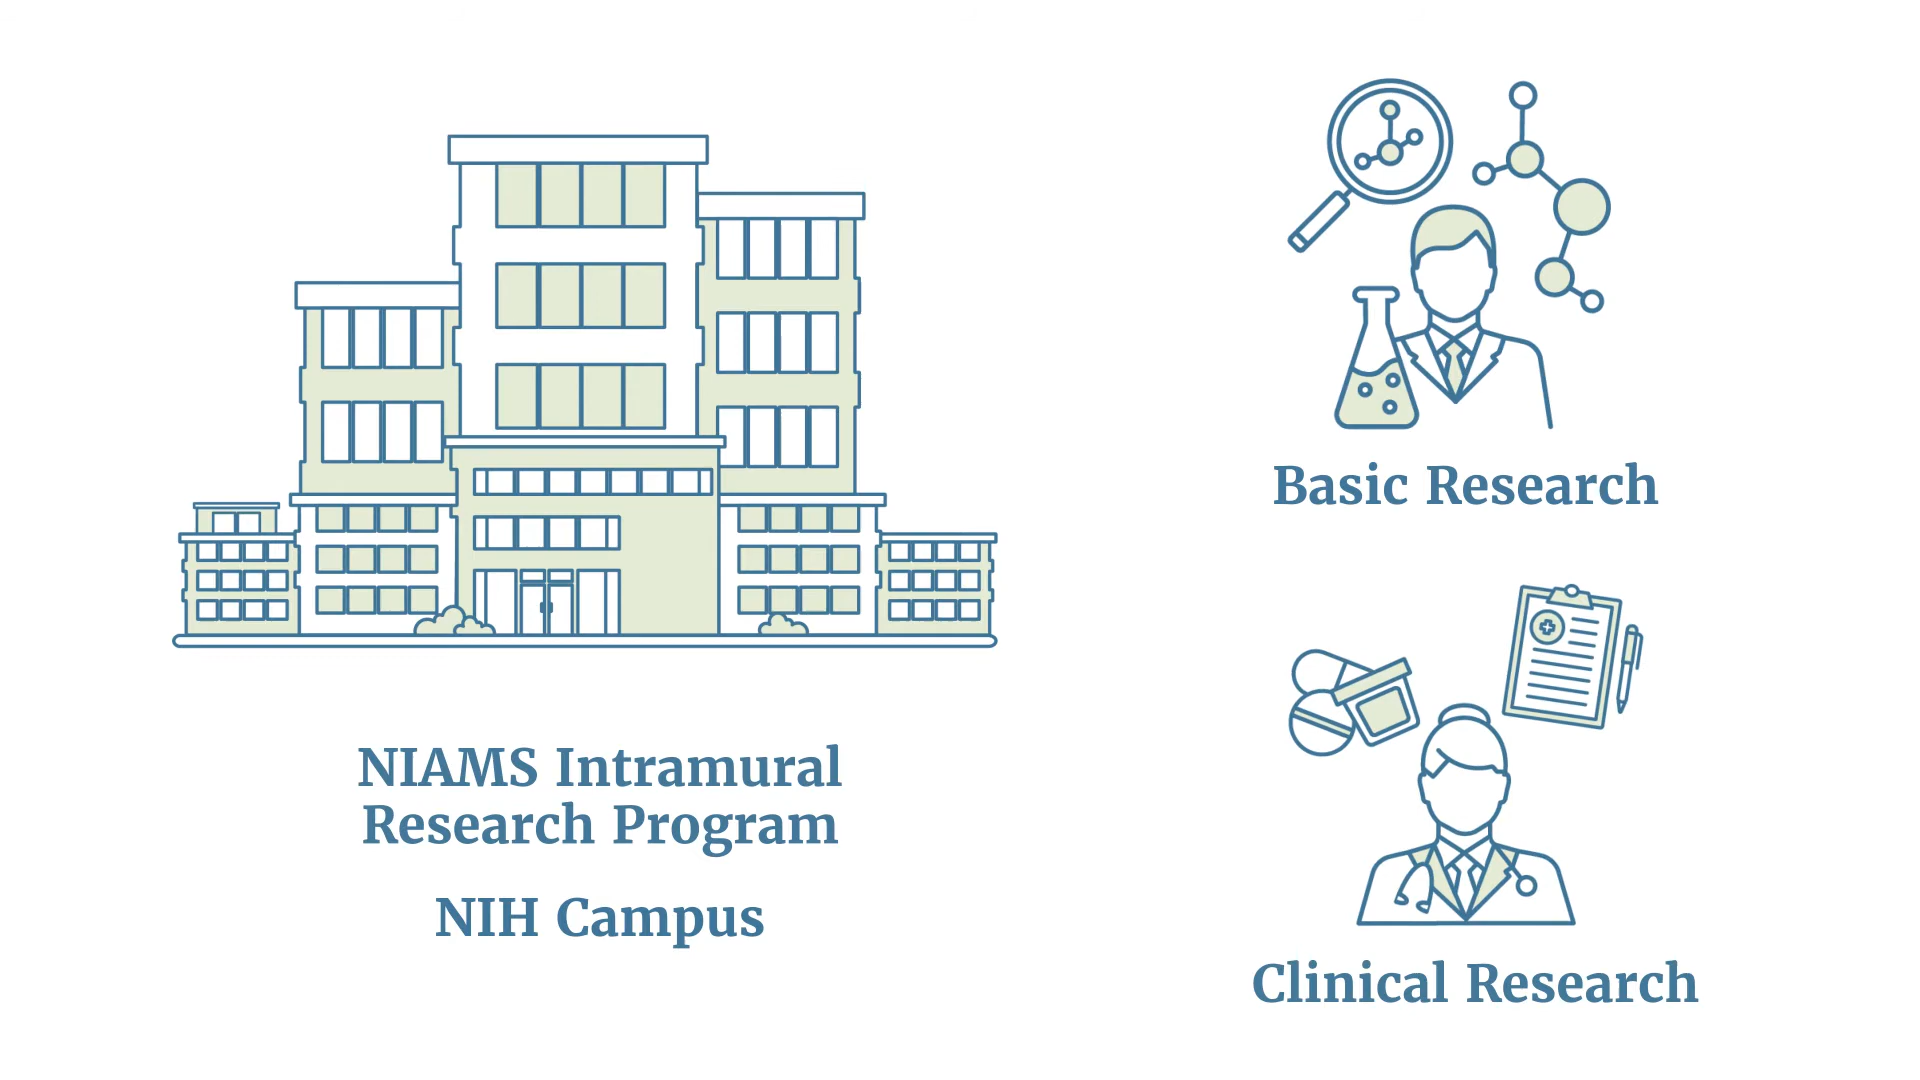 NIAMS Intramural
Research Program
NIH Campus
Basic Research
Clinical Research